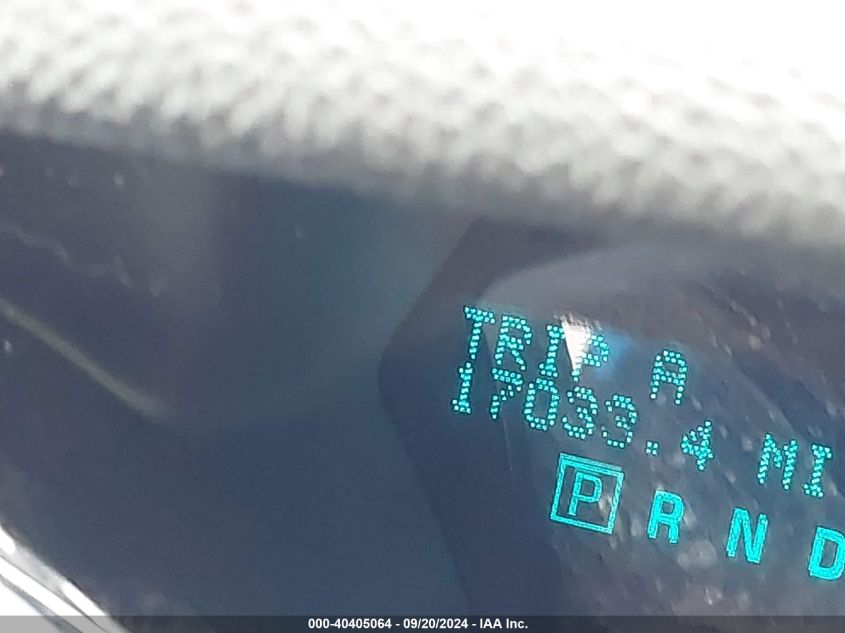 TRIP A
17033.4 MI
P R N D
000-40405064 - 09/20/2024 - IAA Inc.